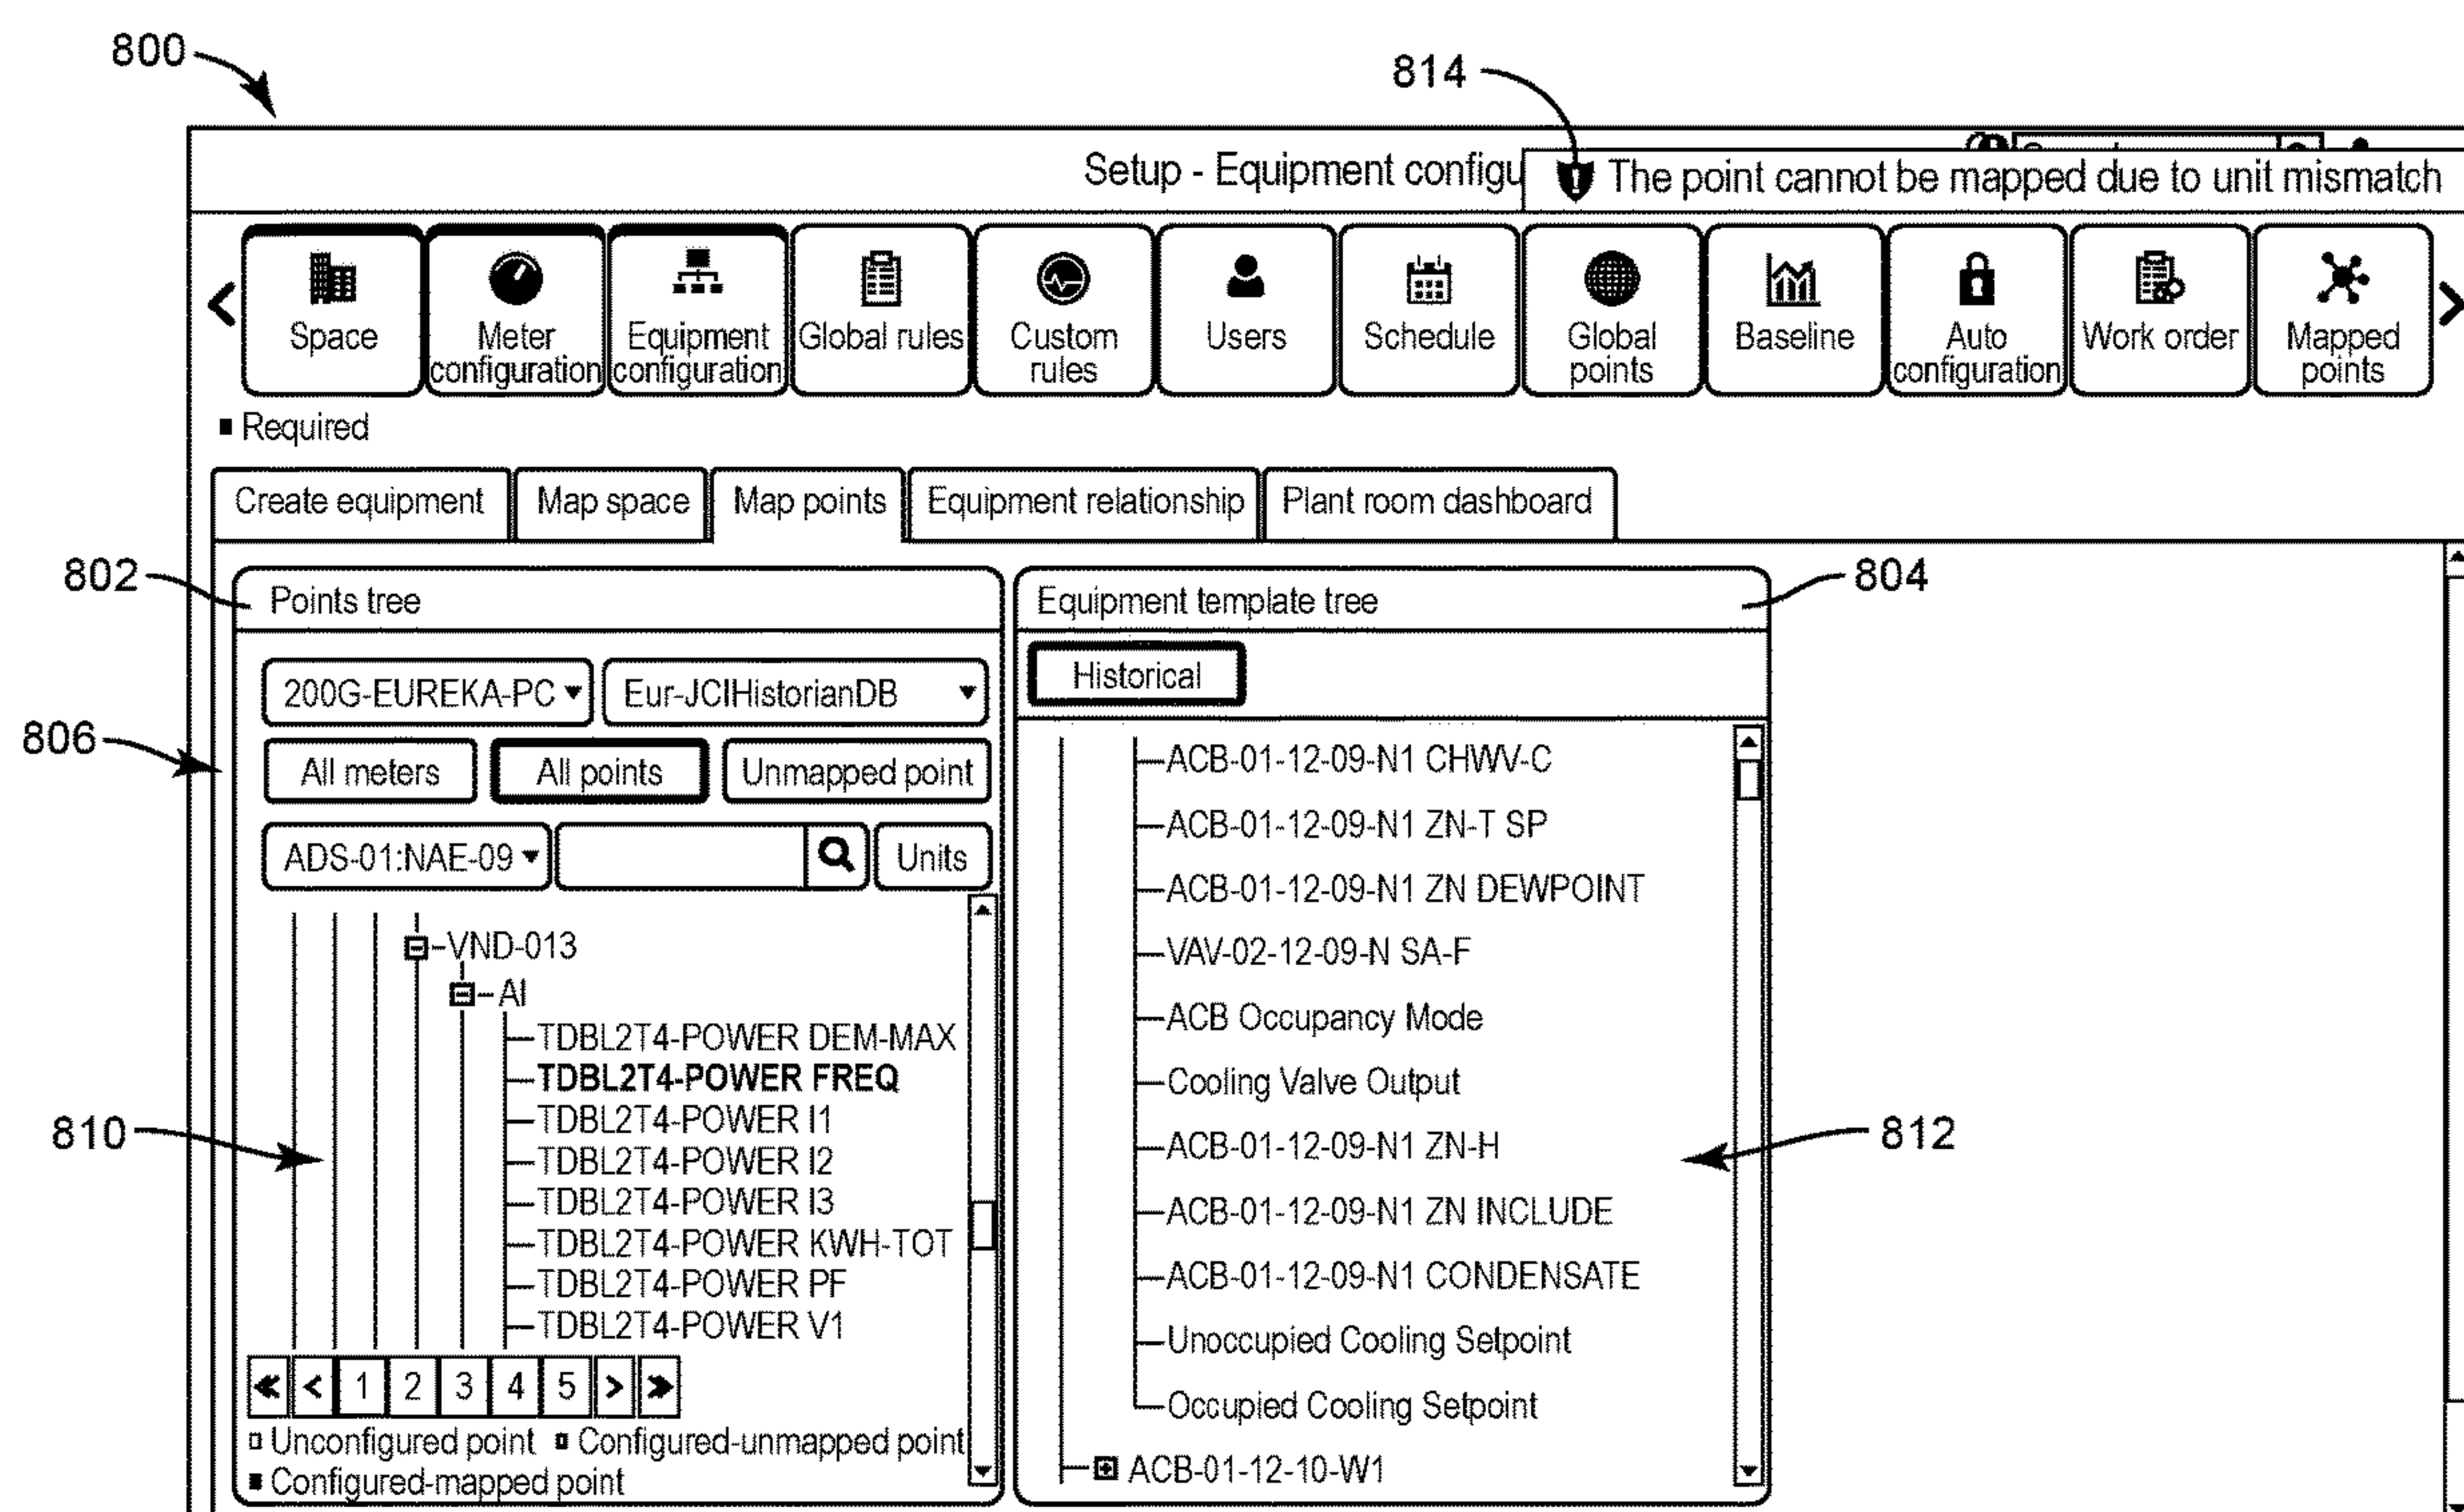 800
814
Setup - Equipment configu
The point cannot be mapped due to unit mismatch
Space
Meter configuration
Equipment configuration
Global rules
Custom rules
Users
Schedule
Global points
Baseline
Auto configuration
Work order
Mapped points
Required
Create equipment
Map space
Map points
Equipment relationship
Plant room dashboard
802
Points tree
Equipment template tree
804
200G-EUREKA-PC
Eur-JCIHistorianDB
Historical
806
All meters
All points
Unmapped point
ADS-01:NAE-09
Units
VND-013
AI
TDBL2T4-POWER DEM-MAX
TDBL2T4-POWER FREQ
TDBL2T4-POWER I1
TDBL2T4-POWER I2
TDBL2T4-POWER I3
TDBL2T4-POWER KWH-TOT
TDBL2T4-POWER PF
TDBL2T4-POWER V1
810
1 2 3 4 5
Unconfigured point
Configured-unmapped point
Configured-mapped point
ACB-01-12-09-N1 CHWV-C
ACB-01-12-09-N1 ZN-T SP
ACB-01-12-09-N1 ZN DEWPOINT
VAV-02-12-09-N SA-F
ACB Occupancy Mode
Cooling Valve Output
ACB-01-12-09-N1 ZN-H
812
ACB-01-12-09-N1 ZN INCLUDE
ACB-01-12-09-N1 CONDENSATE
Unoccupied Cooling Setpoint
Occupied Cooling Setpoint
ACB-01-12-10-W1